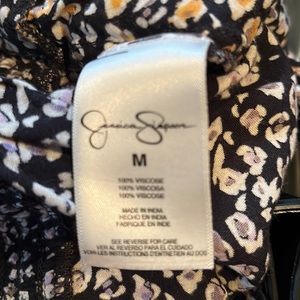 Jessica Simpson
M
100% VISCOSE
100% VISCOSA
100% VISCOSE
MADE IN INDIA
HECHO EN INDIA
FABRIQUE EN INDE
SEE REVERSE FOR CARE
VER AL REVERSO PARA EL CUIDADO
VOIR LES INSTRUCTIONS D'ENTRETIEN AU DOS